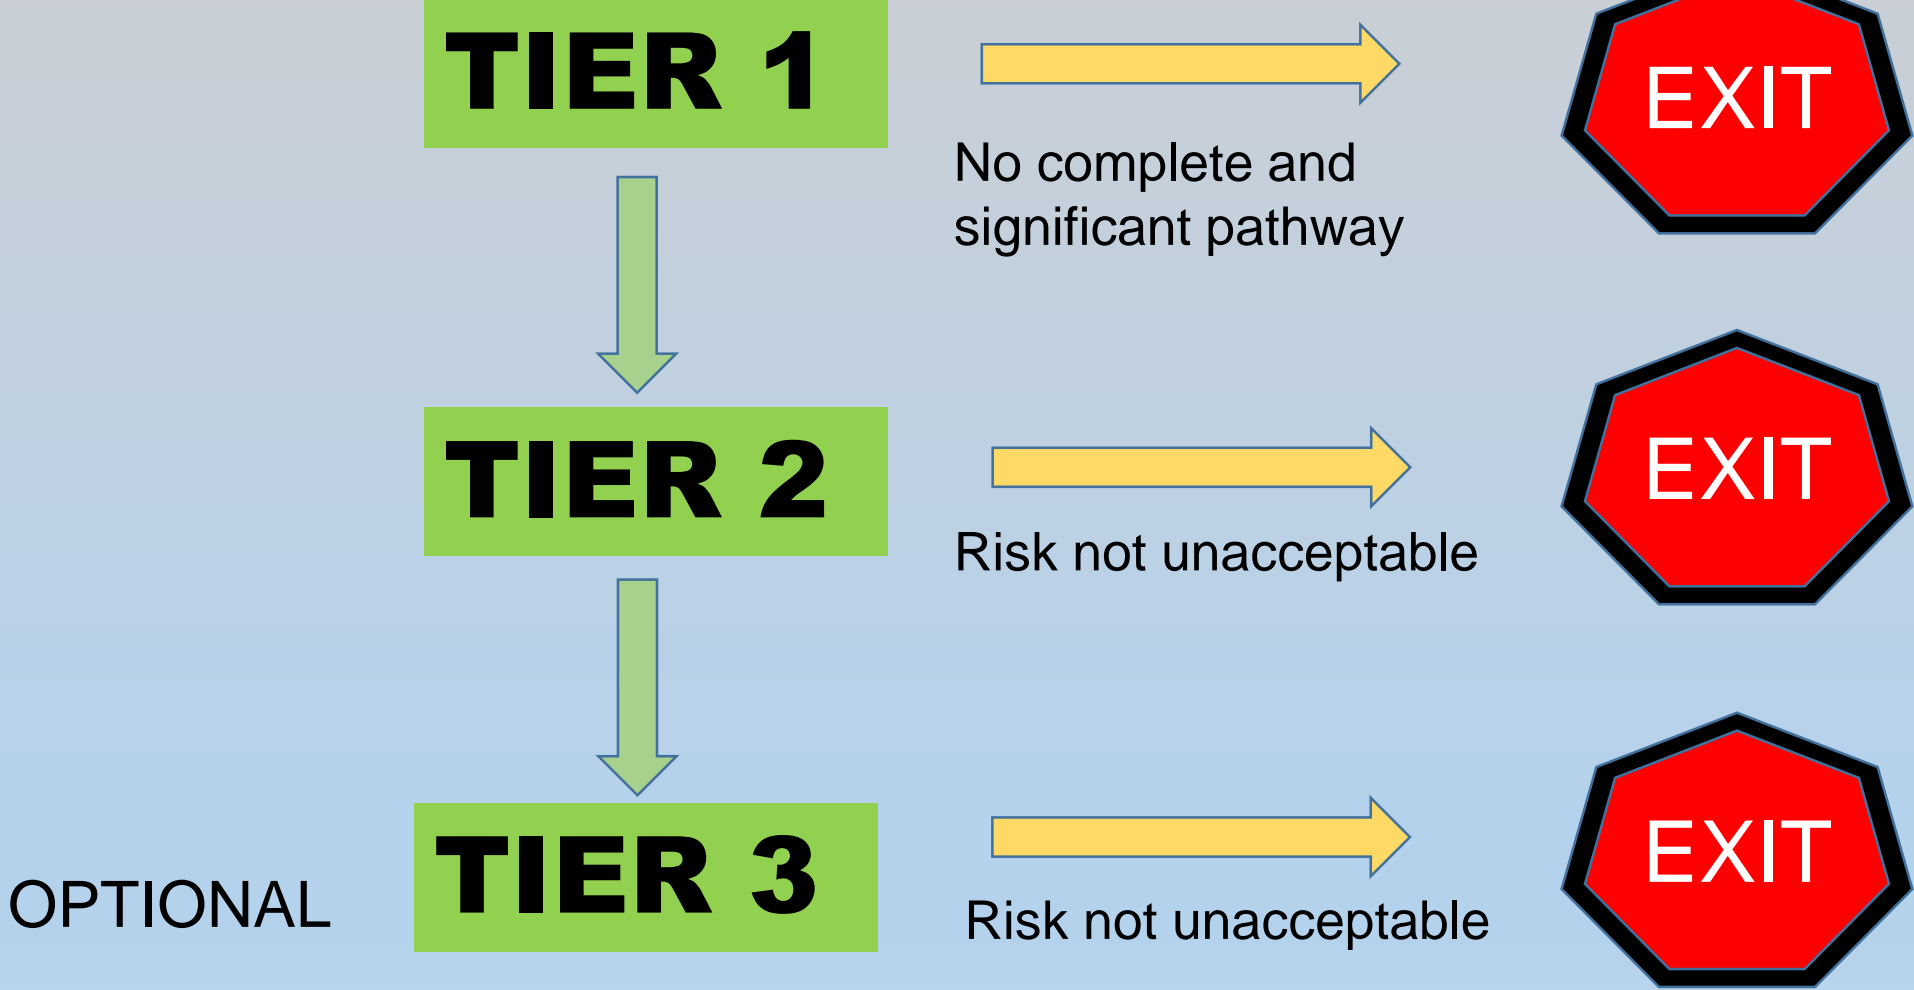 TIER 1
EXIT
No complete and
significant pathway
TIER 2
EXIT
Risk not unacceptable
TIER 3
EXIT
OPTIONAL
Risk not unacceptable